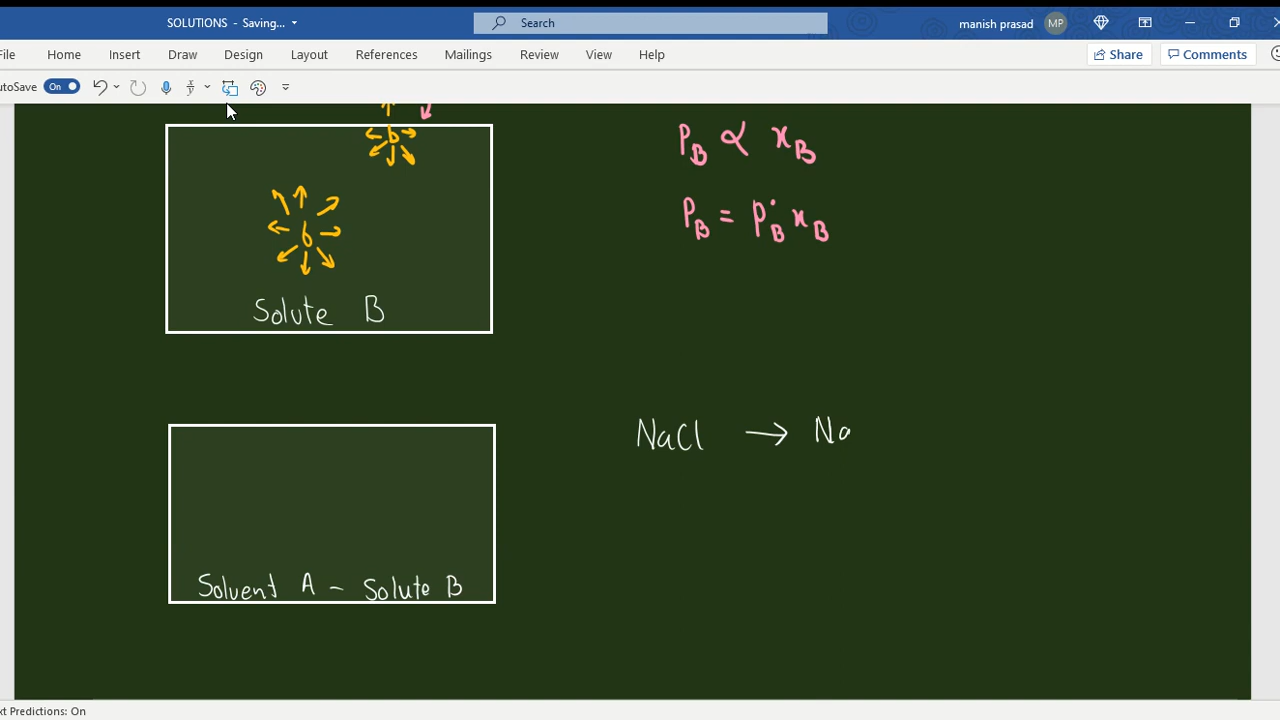 SOLUTIONS - Saving...
Search
manish prasad MP
File Home Insert Draw Design Layout References Mailings Review View Help Share Comments
AutoSave On
b
b
Solute B
P_B ∝ x_B
P_B = P°_B x_B
NaCl → Na
Solvent A - Solute B
xt Predictions: On